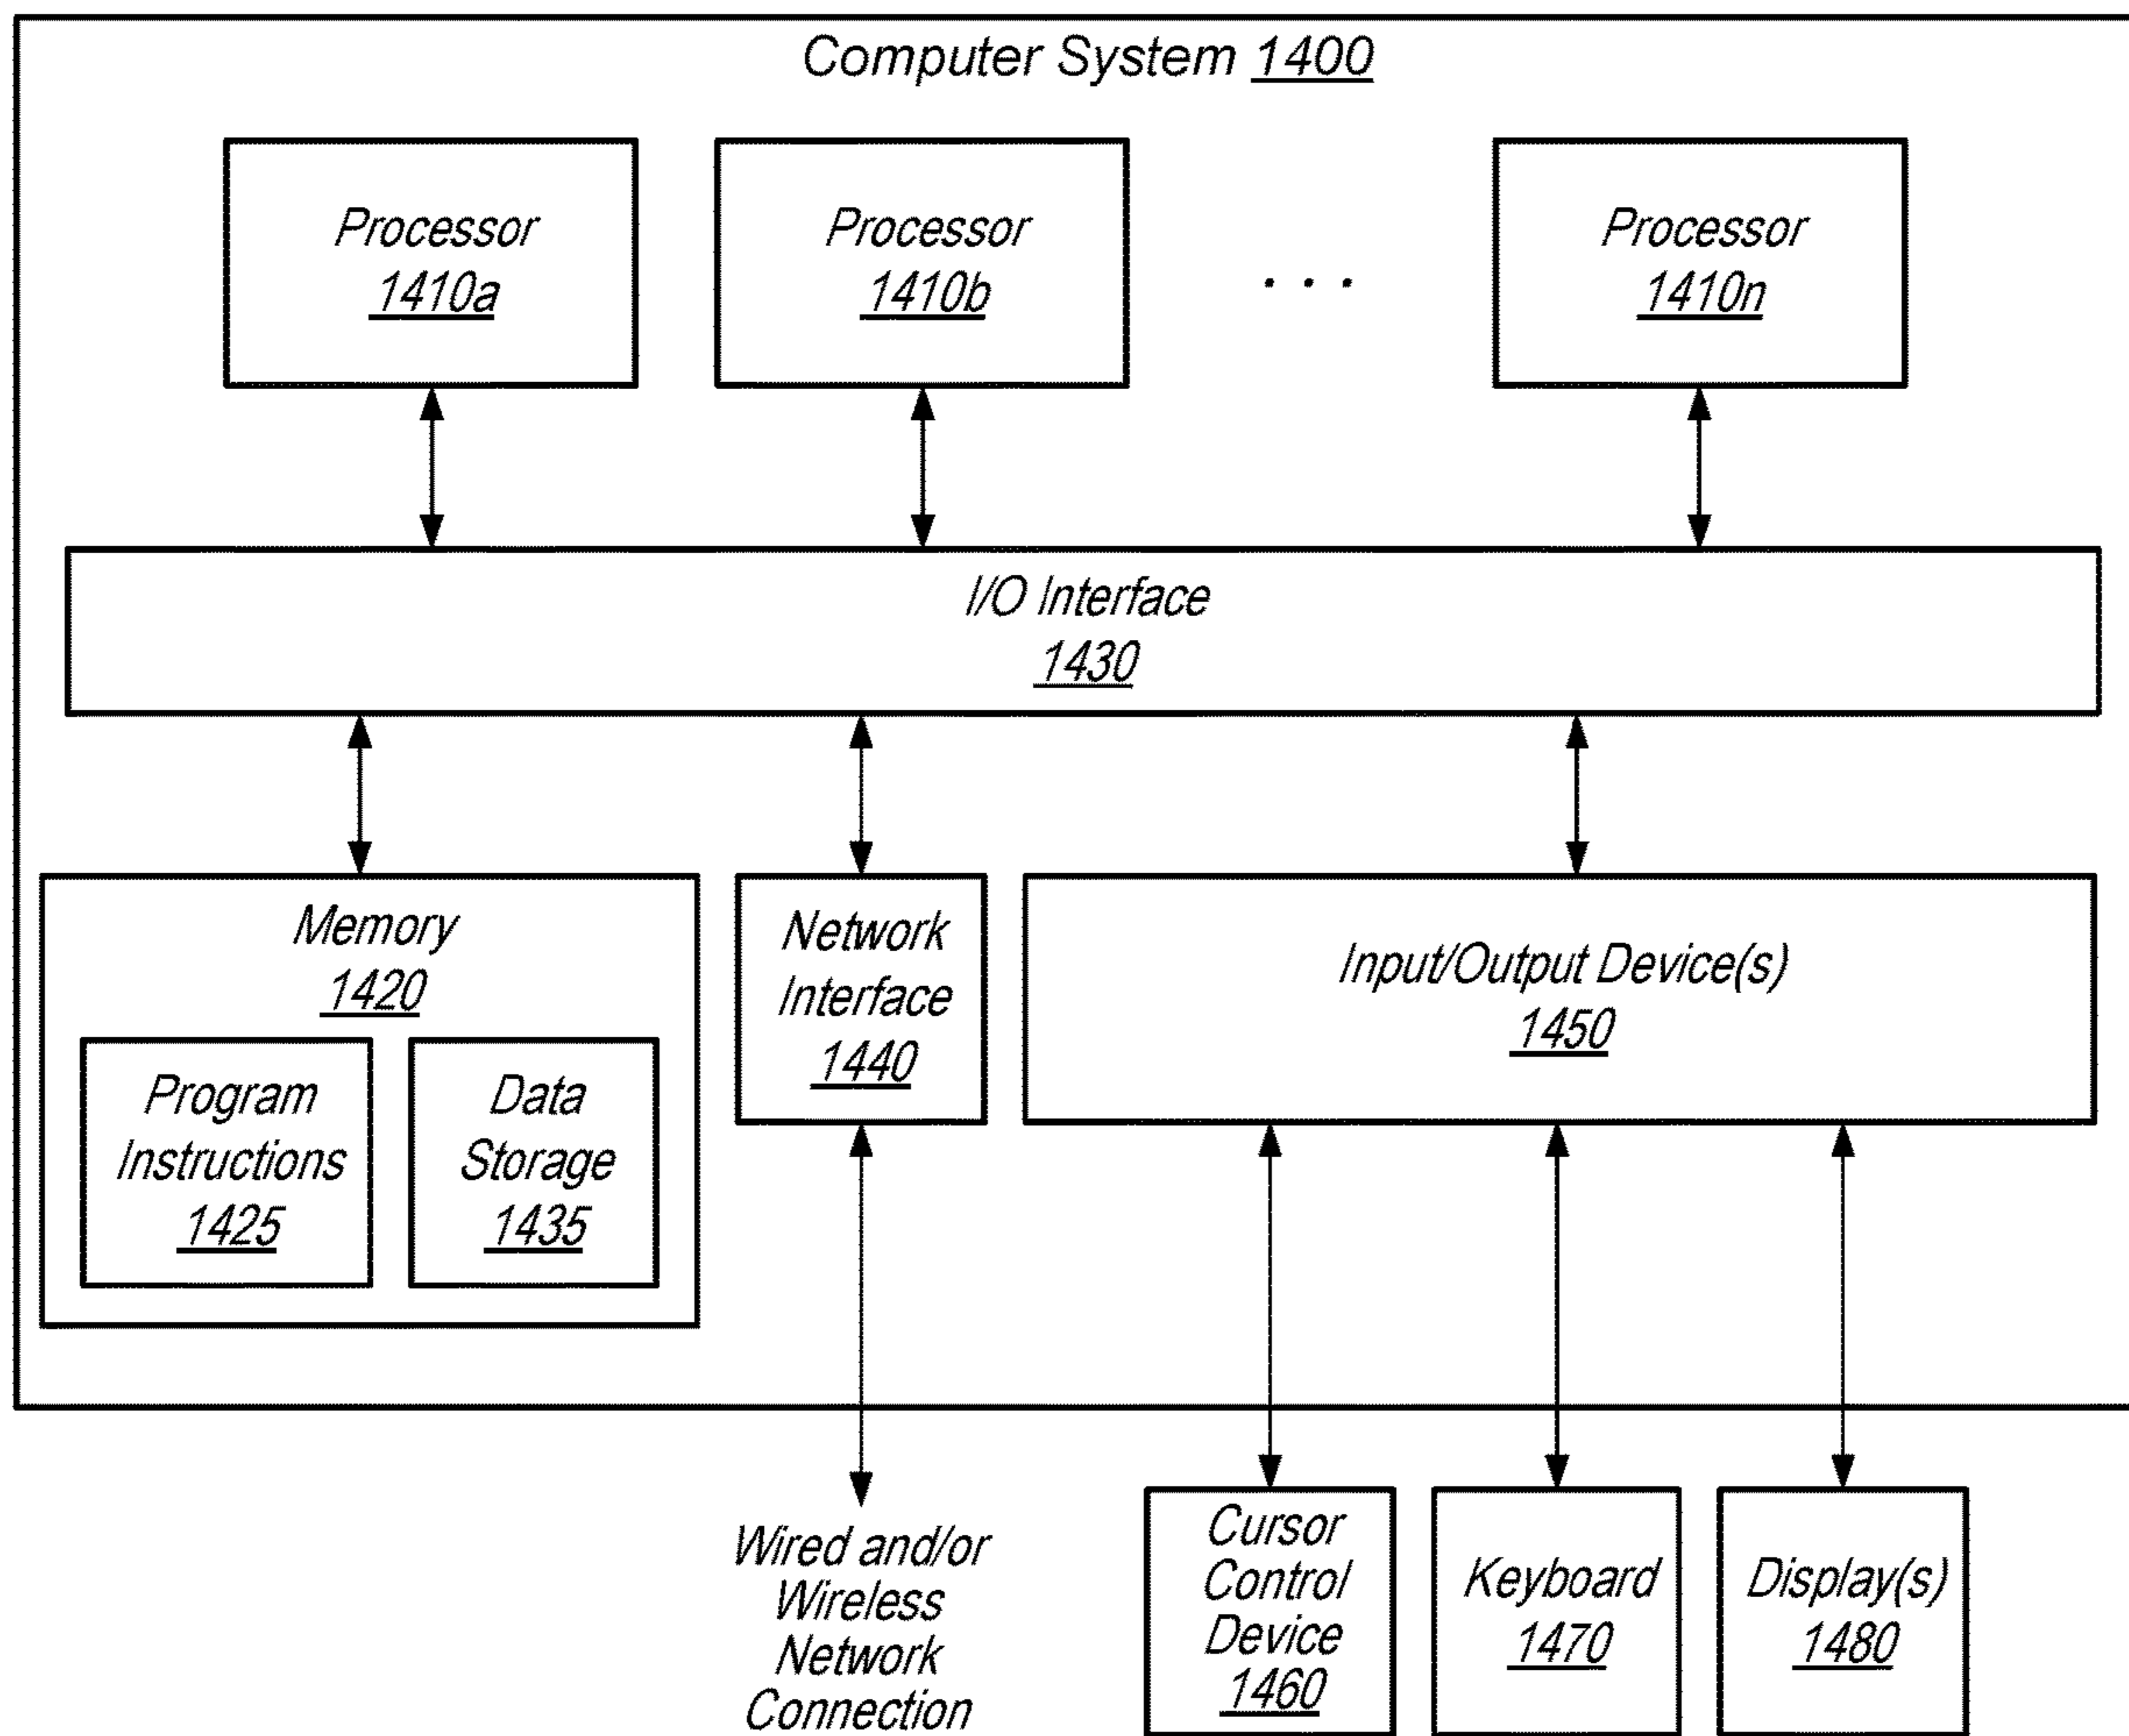 Computer System 1400
Processor
1410a
Processor
1410b
. . .
Processor
1410n
I/O Interface
1430
Memory
1420
Program
Instructions
1425
Data
Storage
1435
Network
Interface
1440
Input/Output Device(s)
1450
Wired and/or
Wireless
Network
Connection
Cursor
Control
Device
1460
Keyboard
1470
Display(s)
1480